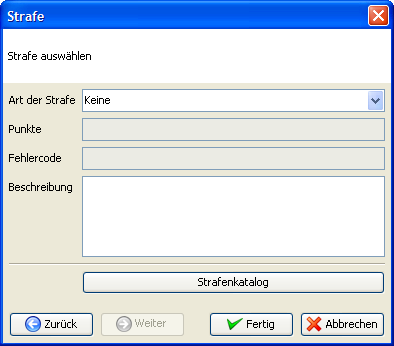 Strafe
Strafe auswählen
Art der Strafe Keine
Punkte
Fehlercode
Beschreibung
Strafenkatalog
Zurück Weiter Fertig Abbrechen